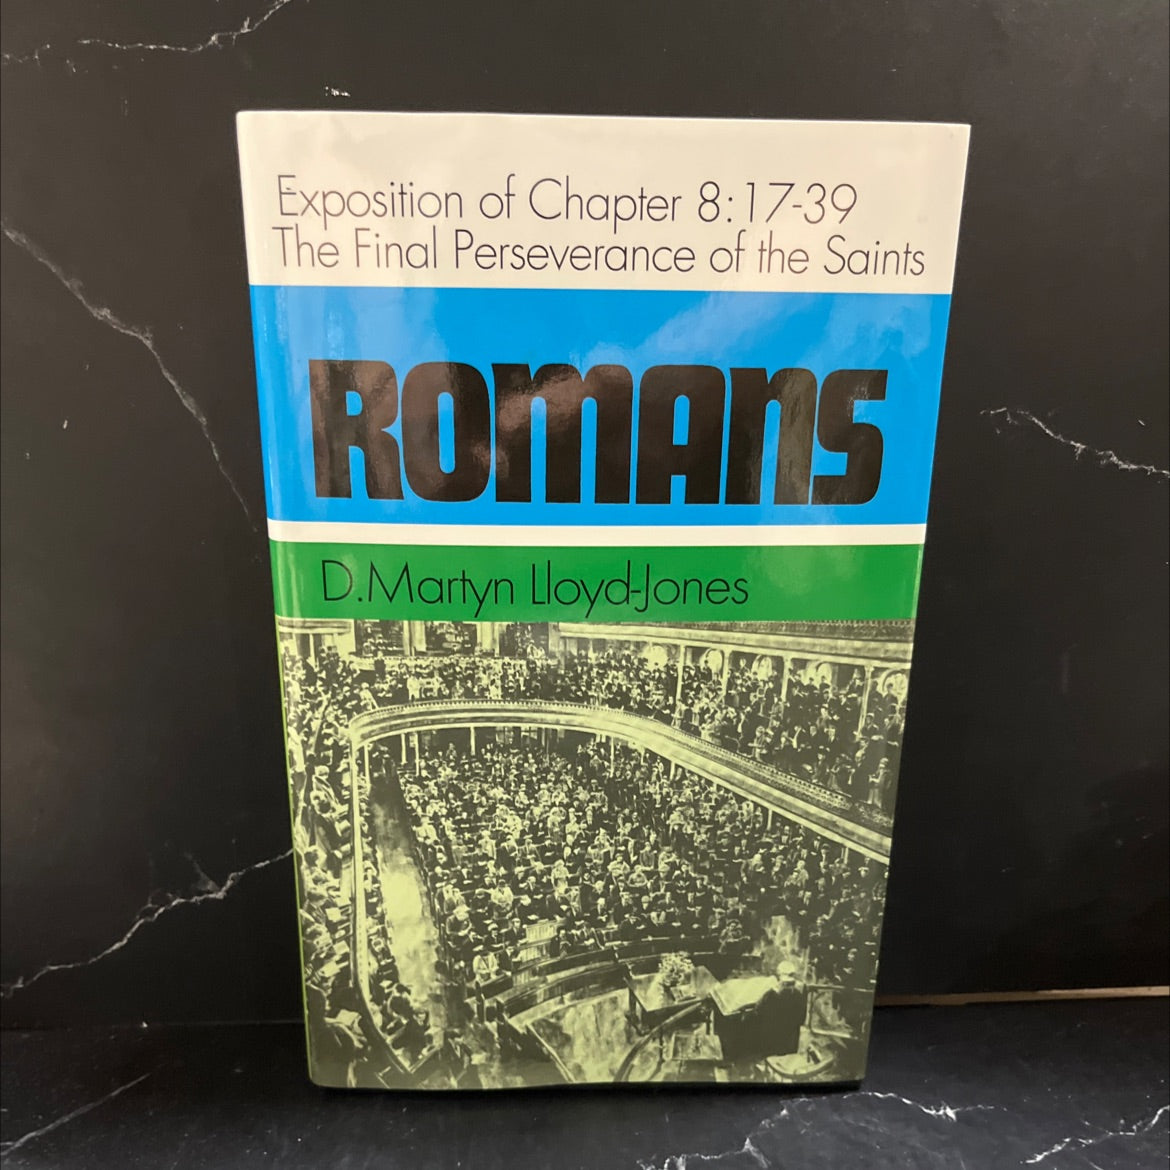 Exposition of Chapter 8:17-39
The Final Perseverance of the Saints
ROMANS
D.Martyn Lloyd-Jones